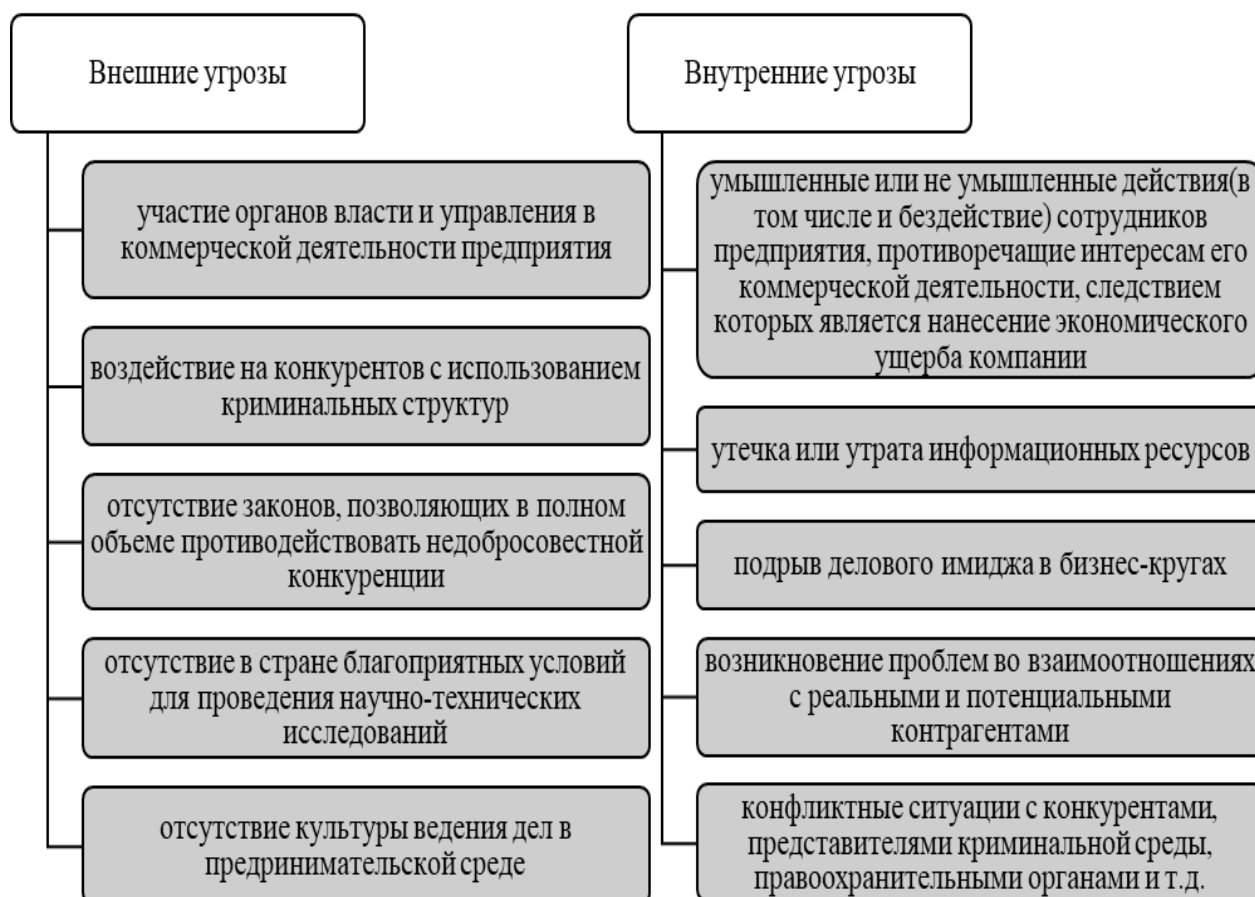 Внешние угрозы
участие органов власти и управления в
коммерческой деятельности предприятия
воздействие на конкурентов с использованием
криминальных структур
отсутствие законов, позволяющих в полном
объеме противодействовать недобросовестной
конкуренции
отсутствие в стране благоприятных условий
для проведения научно-технических
исследований
отсутствие культуры ведения дел в
предпринимательской среде
Внутренние угрозы
умышленные или не умышленные действия(в
том числе и бездействие) сотрудников
предприятия, противоречащие интересам его
коммерческой деятельности, следствием
которых является нанесение экономического
ущерба компании
утечка или утрата информационных ресурсов
подрыв делового имиджа в бизнес-кругах
возникновение проблем во взаимоотношениях
с реальными и потенциальными
контрагентами
конфликтные ситуации с конкурентами,
представителями криминальной среды,
правоохранительными органами и т.д.